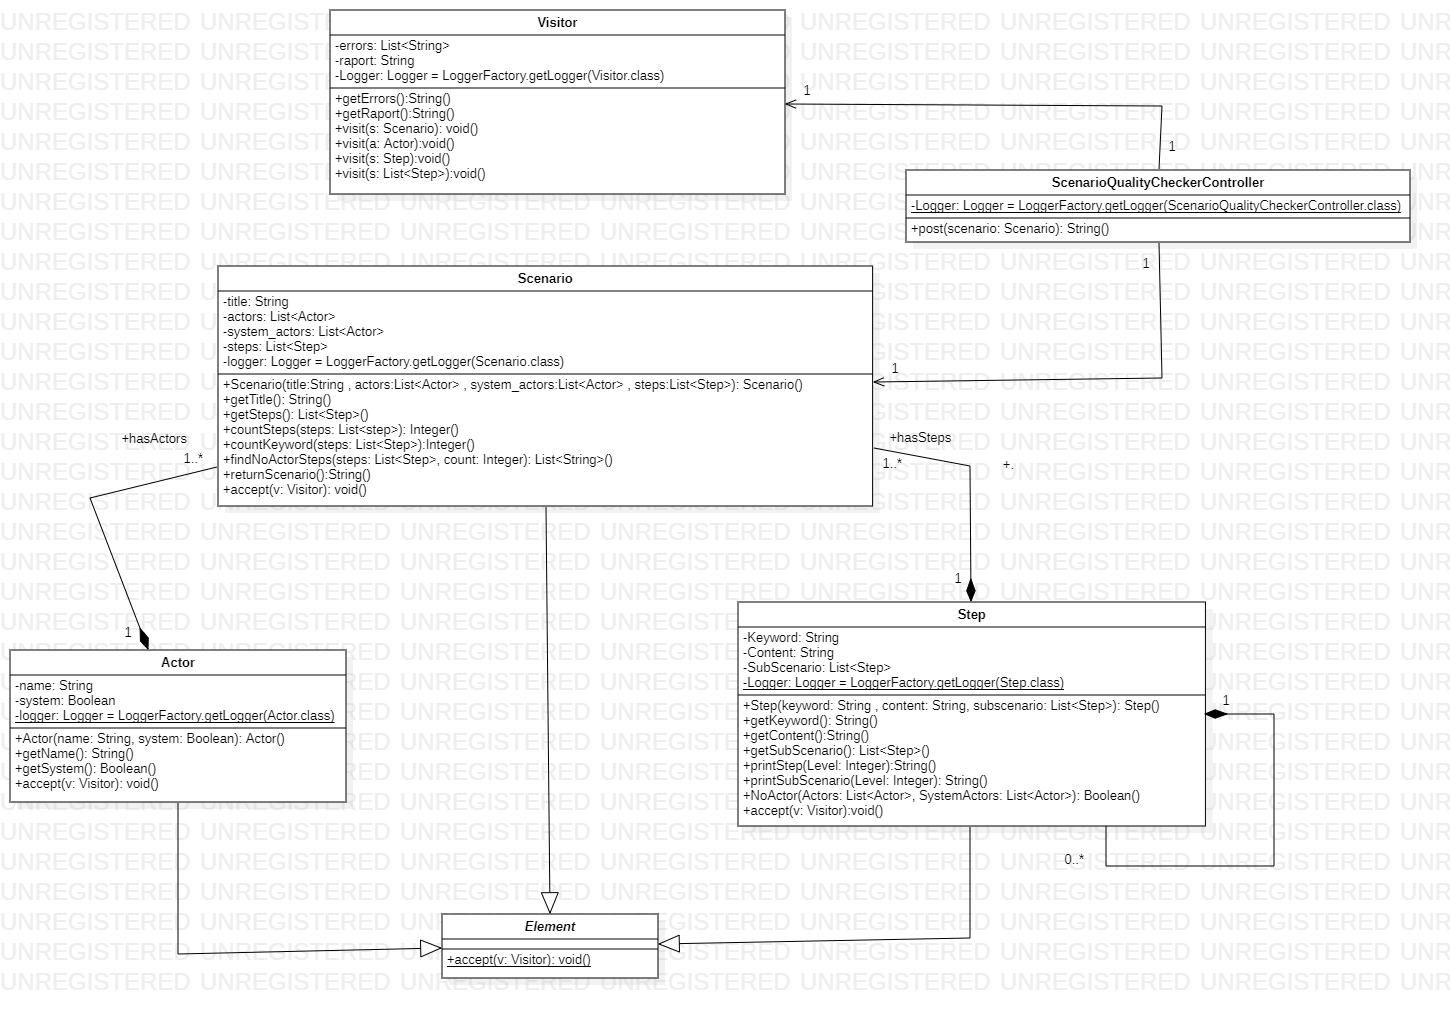 Visitor
-errors: List<String>
-raport: String
-Logger: Logger = LoggerFactory.getLogger(Visitor.class)
+getErrors():String()
+getRaport():String()
+visit(s: Scenario): void()
+visit(a: Actor):void()
+visit(s: Step):void()
+visit(s: List<Step>):void()
1
1
ScenarioQualityCheckerController
-Logger: Logger = LoggerFactory.getLogger(ScenarioQualityCheckerController.class)
+post(scenario: Scenario): String()
1
1
Scenario
-title: String
-actors: List<Actor>
-system_actors: List<Actor>
-steps: List<Step>
-logger: Logger = LoggerFactory.getLogger(Scenario.class)
+Scenario(title:String , actors:List<Actor> , system_actors:List<Actor> , steps:List<Step>): Scenario()
+getTitle(): String()
+getSteps(): List<Step>()
+countSteps(steps: List<step>): Integer()
+countKeyword(steps: List<Step>):Integer()
+findNoActorSteps(steps: List<Step>, count: Integer): List<String>()
+returnScenario():String()
+accept(v: Visitor): void()
+hasActors
1..*
1
+hasSteps
1..*
+.
1
Actor
-name: String
-system: Boolean
-logger: Logger = LoggerFactory.getLogger(Actor.class)
+Actor(name: String, system: Boolean): Actor()
+getName(): String()
+getSystem(): Boolean()
+accept(v: Visitor): void()
Step
-Keyword: String
-Content: String
-SubScenario: List<Step>
-Logger: Logger = LoggerFactory.getLogger(Step.class)
+Step(keyword: String , content: String, subscenario: List<Step>): Step()
+getKeyword(): String()
+getContent():String()
+getSubScenario(): List<Step>()
+printStep(Level: Integer):String()
+printSubScenario(Level: Integer): String()
+NoActor(Actors: List<Actor>, SystemActors: List<Actor>): Boolean()
+accept(v: Visitor):void()
1
0..*
Element
+accept(v: Visitor): void()